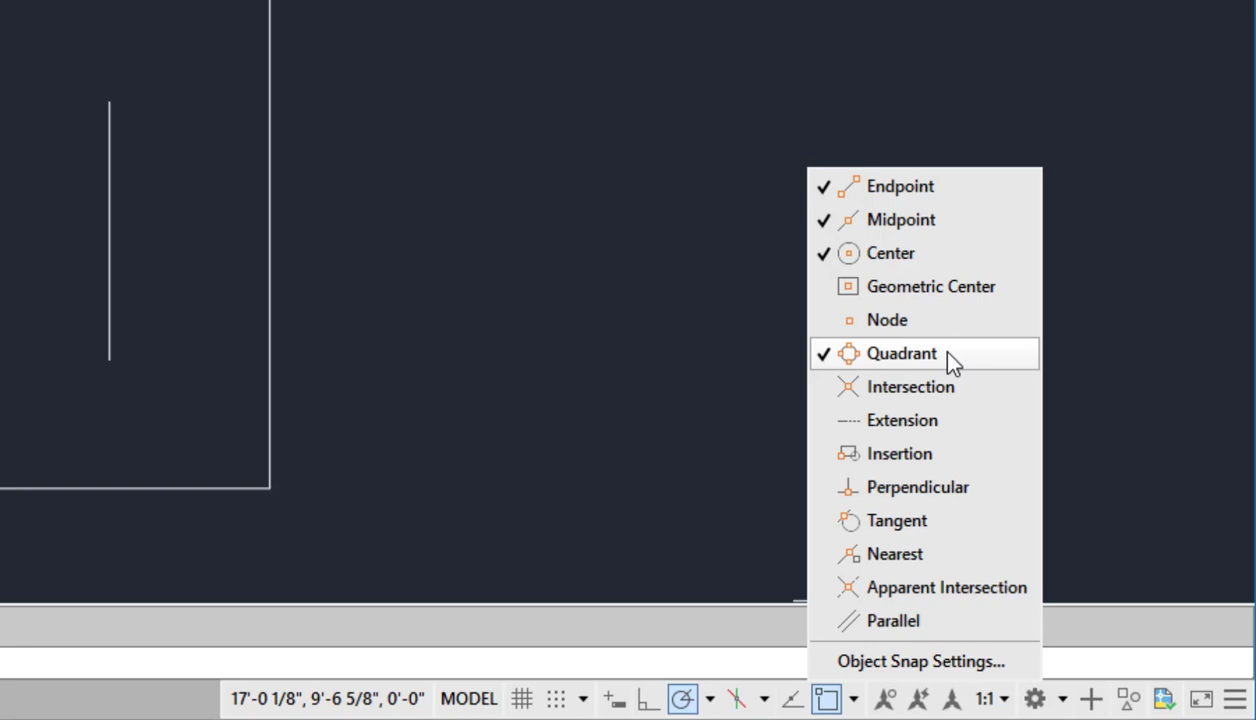 Endpoint
Midpoint
Center
Geometric Center
Node
Quadrant
Intersection
Extension
Insertion
Perpendicular
Tangent
Nearest
Apparent Intersection
Parallel
Object Snap Settings...
17'-0 1/8", 9'-6 5/8", 0'-0" MODEL 1:1